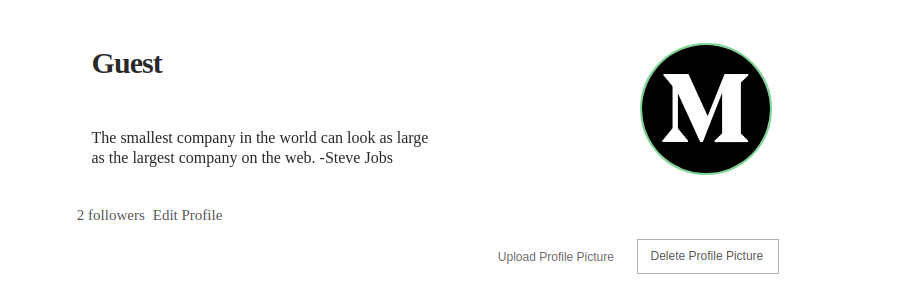 Guest
M
The smallest company in the world can look as large
as the largest company on the web. -Steve Jobs
2 followers Edit Profile
Upload Profile Picture Delete Profile Picture